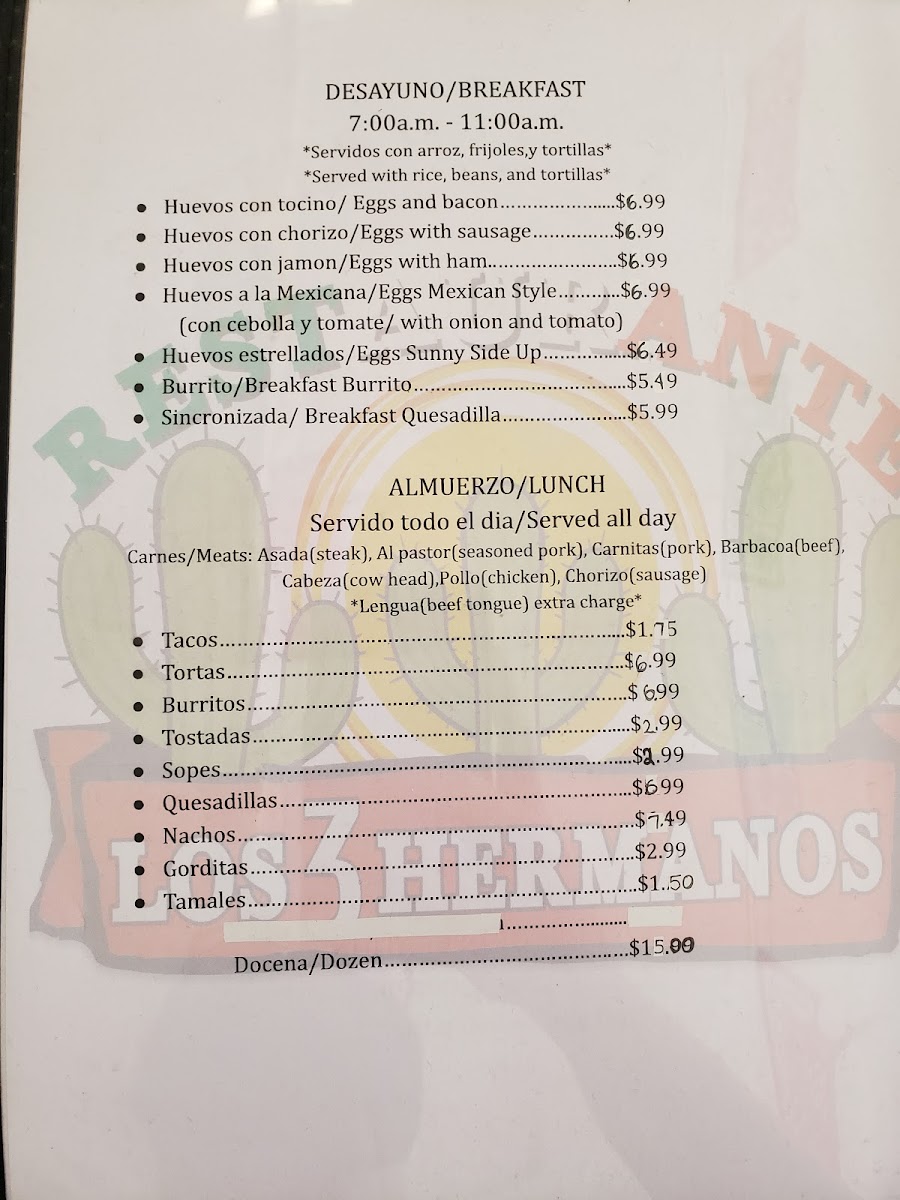 DESAYUNO/BREAKFAST
7:00a.m. - 11:00a.m.
*Servidos con arroz, frijoles,y tortillas*
*Served with rice, beans, and tortillas*
• Huevos con tocino/ Eggs and bacon........................$6.99
• Huevos con chorizo/Eggs with sausage...............$6.99
• Huevos con jamon/Eggs with ham........................$6.99
• Huevos a la Mexicana/Eggs Mexican Style...........$6.99
(con cebolla y tomate/ with onion and tomato)
• Huevos estrellados/Eggs Sunny Side Up...............$6.49
• Burrito/Breakfast Burrito......................................$5.49
• Sincronizada/ Breakfast Quesadilla......................$5.99
ALMUERZO/LUNCH
Servido todo el dia/Served all day
Carnes/Meats: Asada(steak), Al pastor(seasoned pork), Carnitas(pork), Barbacoa(beef),
Cabeza(cow head),Pollo(chicken), Chorizo(sausage)
*Lengua(beef tongue) extra charge*
• Tacos.......................................................................$1.75
• Tortas......................................................................$6.99
• Burritos...................................................................$6.99
• Tostadas..................................................................$2.99
• Sopes.......................................................................$2.99
• Quesadillas..............................................................$6.99
• Nachos.....................................................................$7.49
• Gorditas...................................................................$2.99
• Tamales....................................................................$1.50
Docena/Dozen...........................................$15.00
RESTAURANTE
LOS 3 HERMANOS